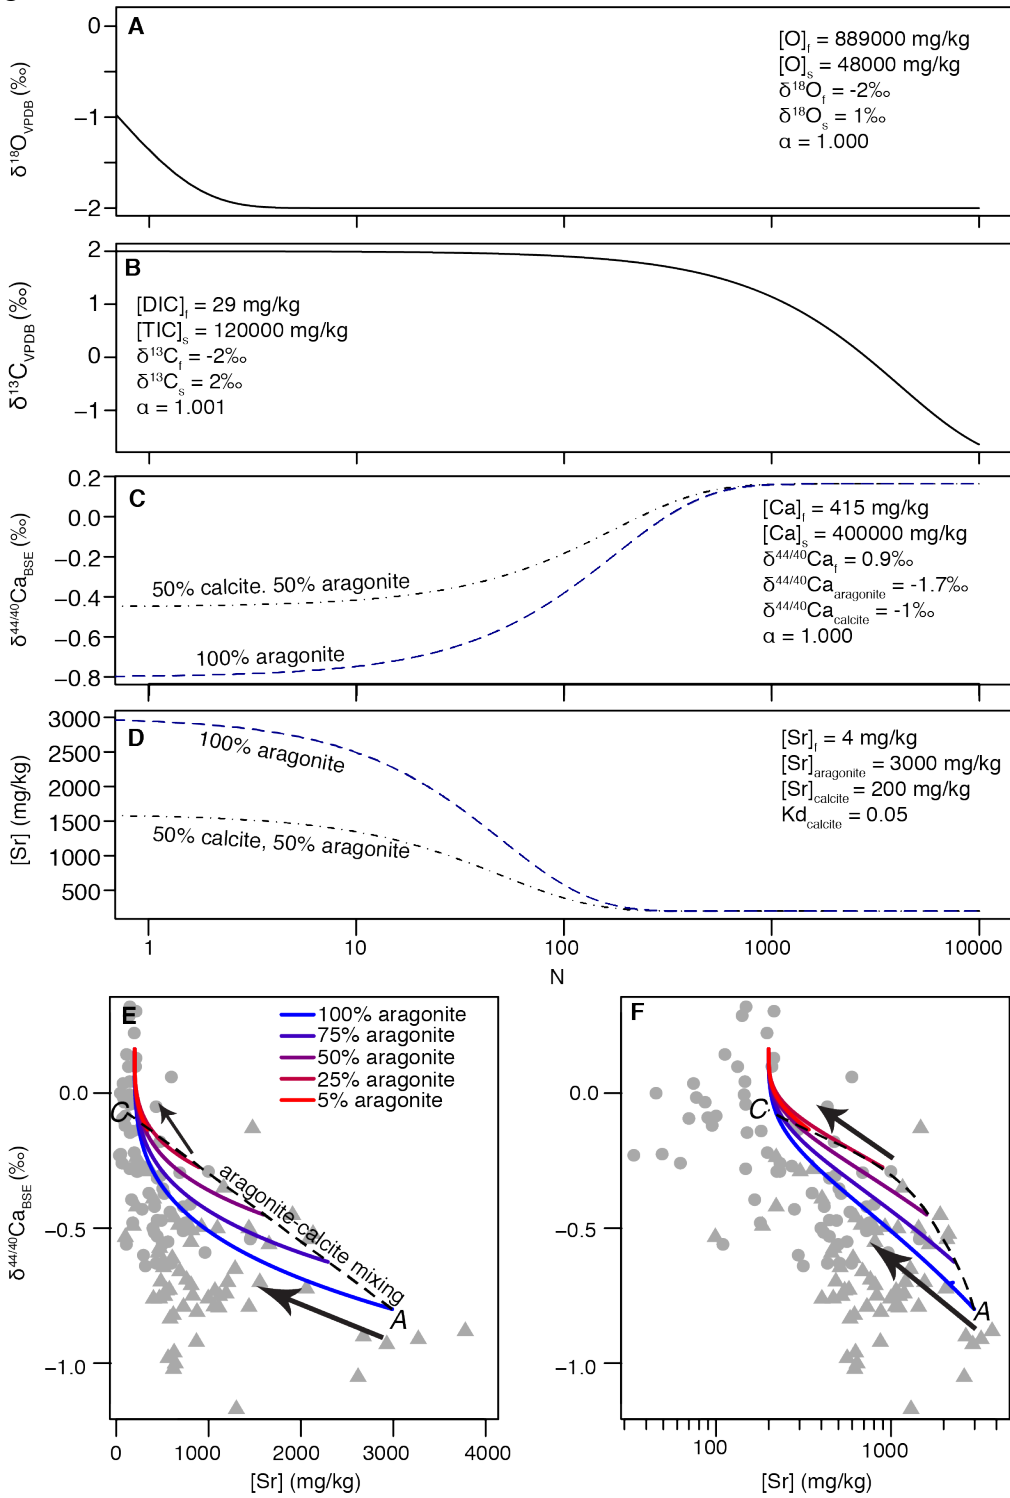 A
0
−1
−2
δ18OVPDB (‰)
[O]f = 889000 mg/kg
[O]s = 48000 mg/kg
δ18Of = -2‰
δ18Os = 1‰
α = 1.000
B
2
1
0
−1
δ13CVPDB (‰)
[DIC]f = 29 mg/kg
[TIC]s = 120000 mg/kg
δ13Cf = -2‰
δ13Cs = 2‰
α = 1.001
C
0.2
0.0
−0.2
−0.4
−0.6
−0.8
δ44/40CaBSE (‰)
50% calcite. 50% aragonite
100% aragonite
[Ca]f = 415 mg/kg
[Ca]s = 400000 mg/kg
δ44/40Caf = 0.9‰
δ44/40Caaragonite = -1.7‰
δ44/40Cacalcite = -1‰
α = 1.000
D
3000
2500
2000
1500
1000
500
[Sr] (mg/kg)
100% aragonite
50% calcite, 50% aragonite
[Sr]f = 4 mg/kg
[Sr]aragonite = 3000 mg/kg
[Sr]calcite = 200 mg/kg
Kdcalcite = 0.05
1 10 100 1000 10000
N
E
100% aragonite
75% aragonite
50% aragonite
25% aragonite
5% aragonite
0.0
−0.5
−1.0
δ44/40CaBSE (‰)
C
aragonite-calcite mixing
A
0 1000 2000 3000 4000
[Sr] (mg/kg)
F
0.0
−0.5
−1.0
C
A
100 1000
[Sr] (mg/kg)